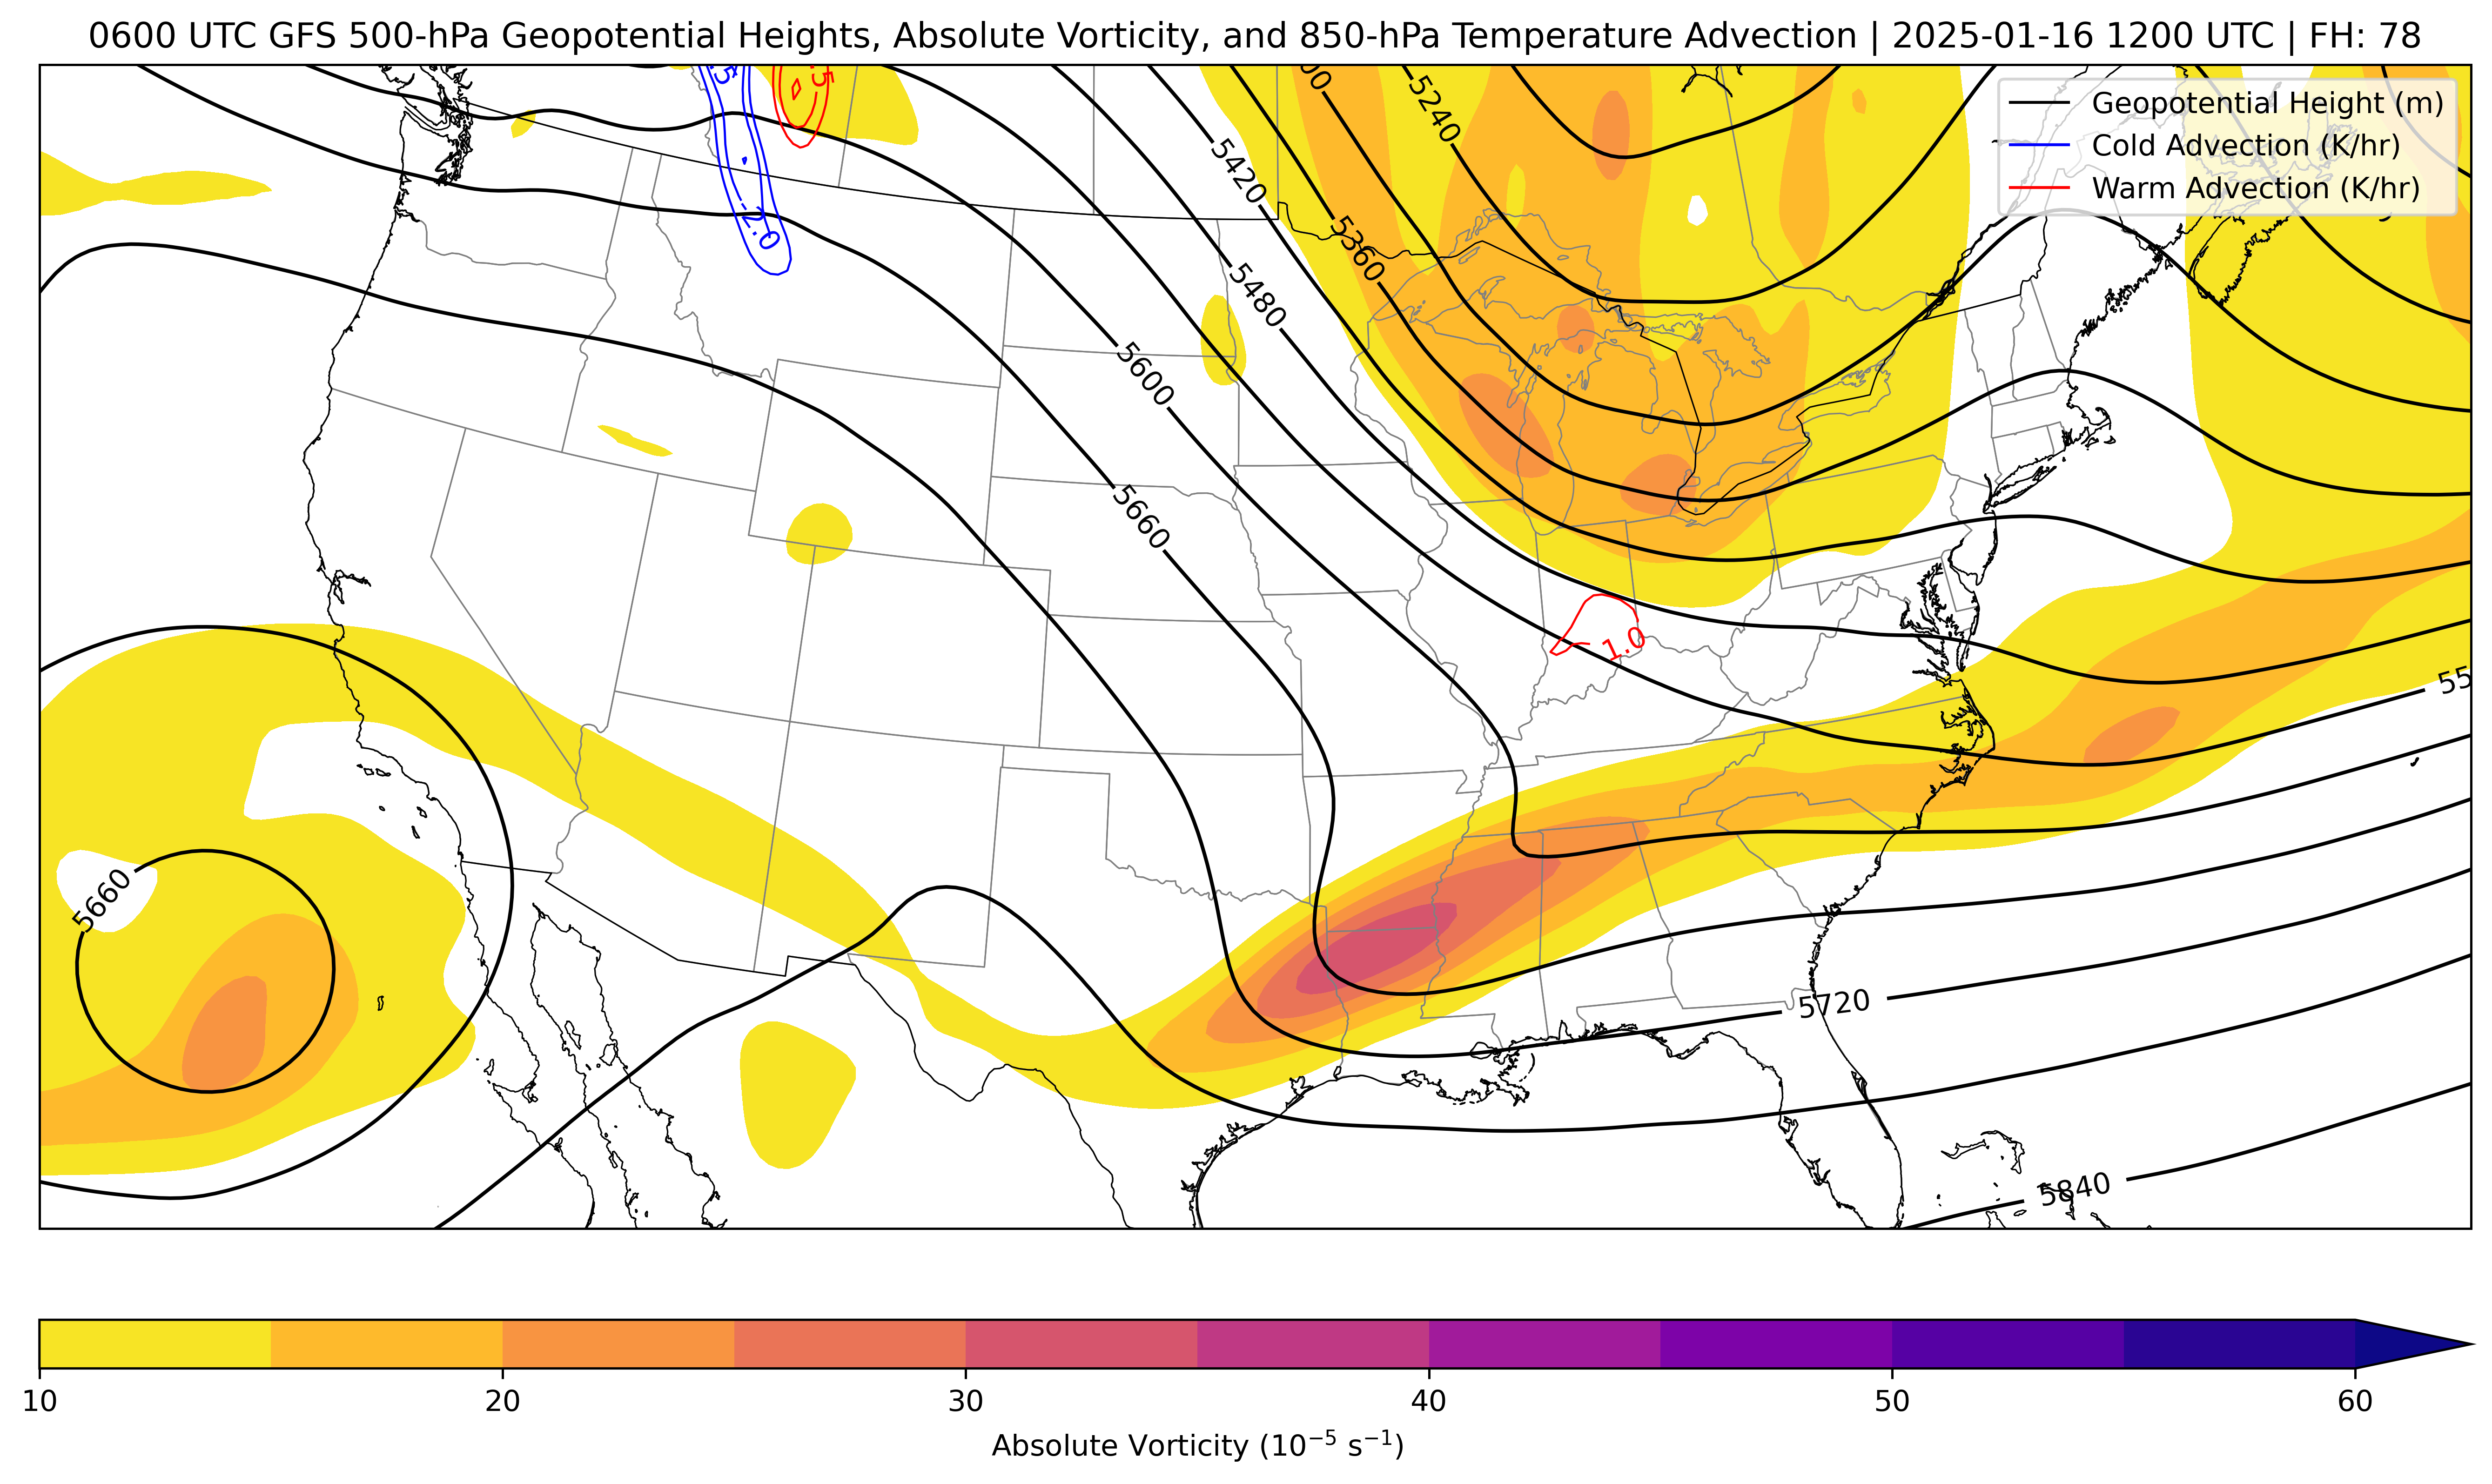 0600 UTC GFS 500-hPa Geopotential Heights, Absolute Vorticity, and 850-hPa Temperature Advection | 2025-01-16 1200 UTC | FH: 78
Geopotential Height (m)
Cold Advection (K/hr)
Warm Advection (K/hr)
5240
5420
5360
−2.0
5480
5600
5660
1.0
5660
5720
5840
10 20 30 40 50 60
Absolute Vorticity (10⁻⁵ s⁻¹)